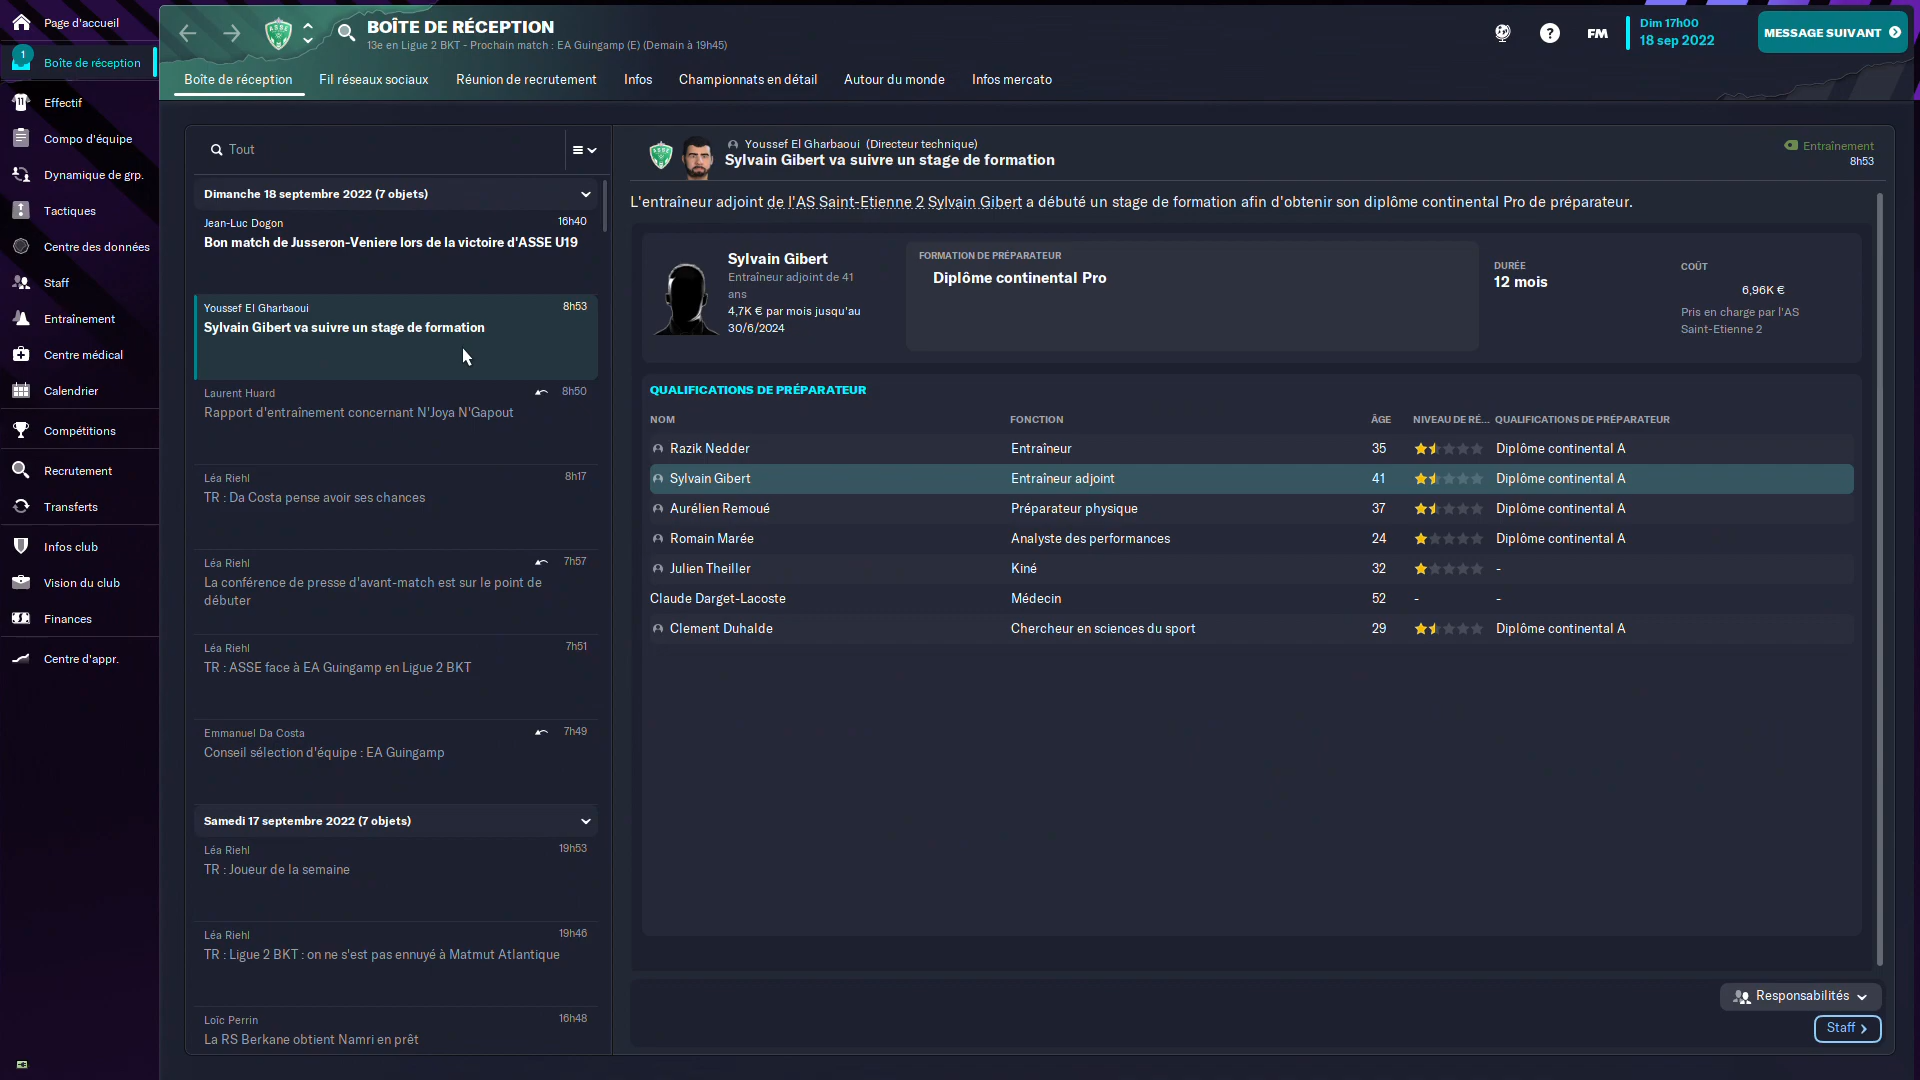 Page d'accueil
1
Boîte de réception
Effectif
Compo d'équipe
Dynamique de grp.
Tactiques
Centre des données
Staff
Entraînement
Centre médical
Calendrier
Compétitions
Recrutement
Transferts
Infos club
Vision du club
Finances
Centre d'appr.
BOÎTE DE RÉCEPTION
13e en Ligue 2 BKT - Prochain match : EA Guingamp (E) (Demain à 19h45)
FM
Dim 17h00
18 sep 2022
MESSAGE SUIVANT
Boîte de réception
Fil réseaux sociaux
Réunion de recrutement
Infos
Championnats en détail
Autour du monde
Infos mercato
Tout
Dimanche 18 septembre 2022 (7 objets)
Jean-Luc Dogon
16h40
Bon match de Jusseron-Veniere lors de la victoire d'ASSE U19
Youssef El Gharbaoui
8h53
Sylvain Gibert va suivre un stage de formation
Laurent Huard
8h50
Rapport d'entraînement concernant N'Joya N'Gapout
Léa Riehl
8h17
TR : Da Costa pense avoir ses chances
Léa Riehl
7h57
La conférence de presse d'avant-match est sur le point de
débuter
Léa Riehl
7h51
TR : ASSE face à EA Guingamp en Ligue 2 BKT
Emmanuel Da Costa
7h49
Conseil sélection d'équipe : EA Guingamp
Samedi 17 septembre 2022 (7 objets)
Léa Riehl
19h53
TR : Joueur de la semaine
Léa Riehl
19h46
TR : Ligue 2 BKT : on ne s'est pas ennuyé à Matmut Atlantique
Loïc Perrin
16h48
La RS Berkane obtient Namri en prêt
Youssef El Gharbaoui (Directeur technique)
Sylvain Gibert va suivre un stage de formation
Entraînement
8h53
L'entraîneur adjoint de l'AS Saint-Etienne 2 Sylvain Gibert a débuté un stage de formation afin d'obtenir son diplôme continental Pro de préparateur.
Sylvain Gibert
Entraîneur adjoint de 41
ans
4,7K € par mois jusqu'au
30/6/2024
FORMATION DE PRÉPARATEUR
Diplôme continental Pro
DURÉE
12 mois
COÛT
6,96K €
Pris en charge par l'AS
Saint-Etienne 2
QUALIFICATIONS DE PRÉPARATEUR
NOM FONCTION ÂGE NIVEAU DE RÉ... QUALIFICATIONS DE PRÉPARATEUR
Razik Nedder Entraîneur 35 Diplôme continental A
Sylvain Gibert Entraîneur adjoint 41 Diplôme continental A
Aurélien Remoué Préparateur physique 37 Diplôme continental A
Romain Marée Analyste des performances 24 Diplôme continental A
Julien Theiller Kiné 32 -
Claude Darget-Lacoste Médecin 52 - -
Clement Duhalde Chercheur en sciences du sport 29 Diplôme continental A
Responsabilités
Staff